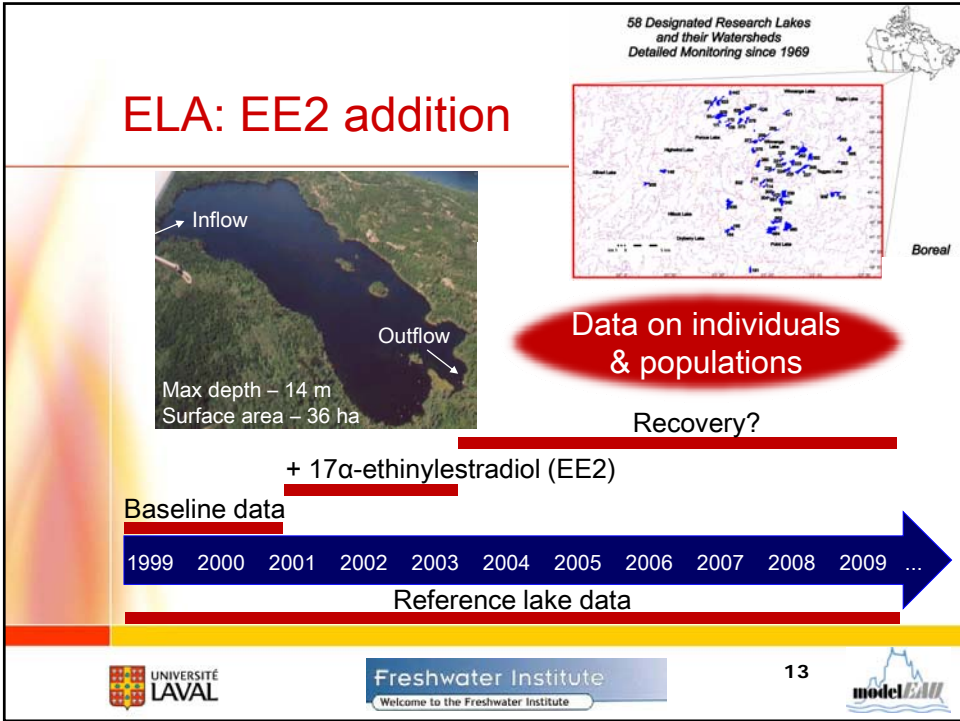 58 Designated Research Lakes
and their Watersheds
Detailed Monitoring since 1969
ELA: EE2 addition
Boreal
Inflow
Outflow
Max depth – 14 m
Surface area – 36 ha
Data on individuals
& populations
Recovery?
+ 17α-ethinylestradiol (EE2)
Baseline data
1999 2000 2001 2002 2003 2004 2005 2006 2007 2008 2009 ...
Reference lake data
UNIVERSITÉ
LAVAL
Freshwater Institute
Welcome to the Freshwater Institute
13
modelEAU